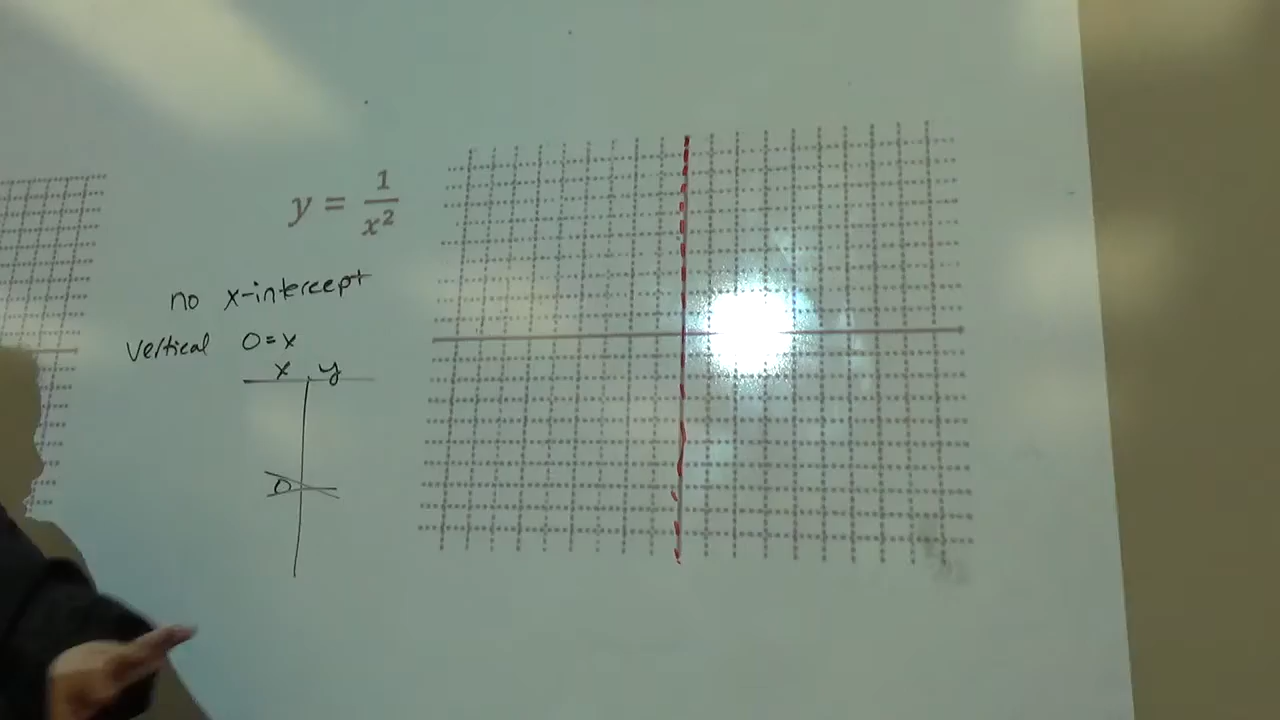 y = 1/x²
no x-intercept
Vertical 0=x
x y
0